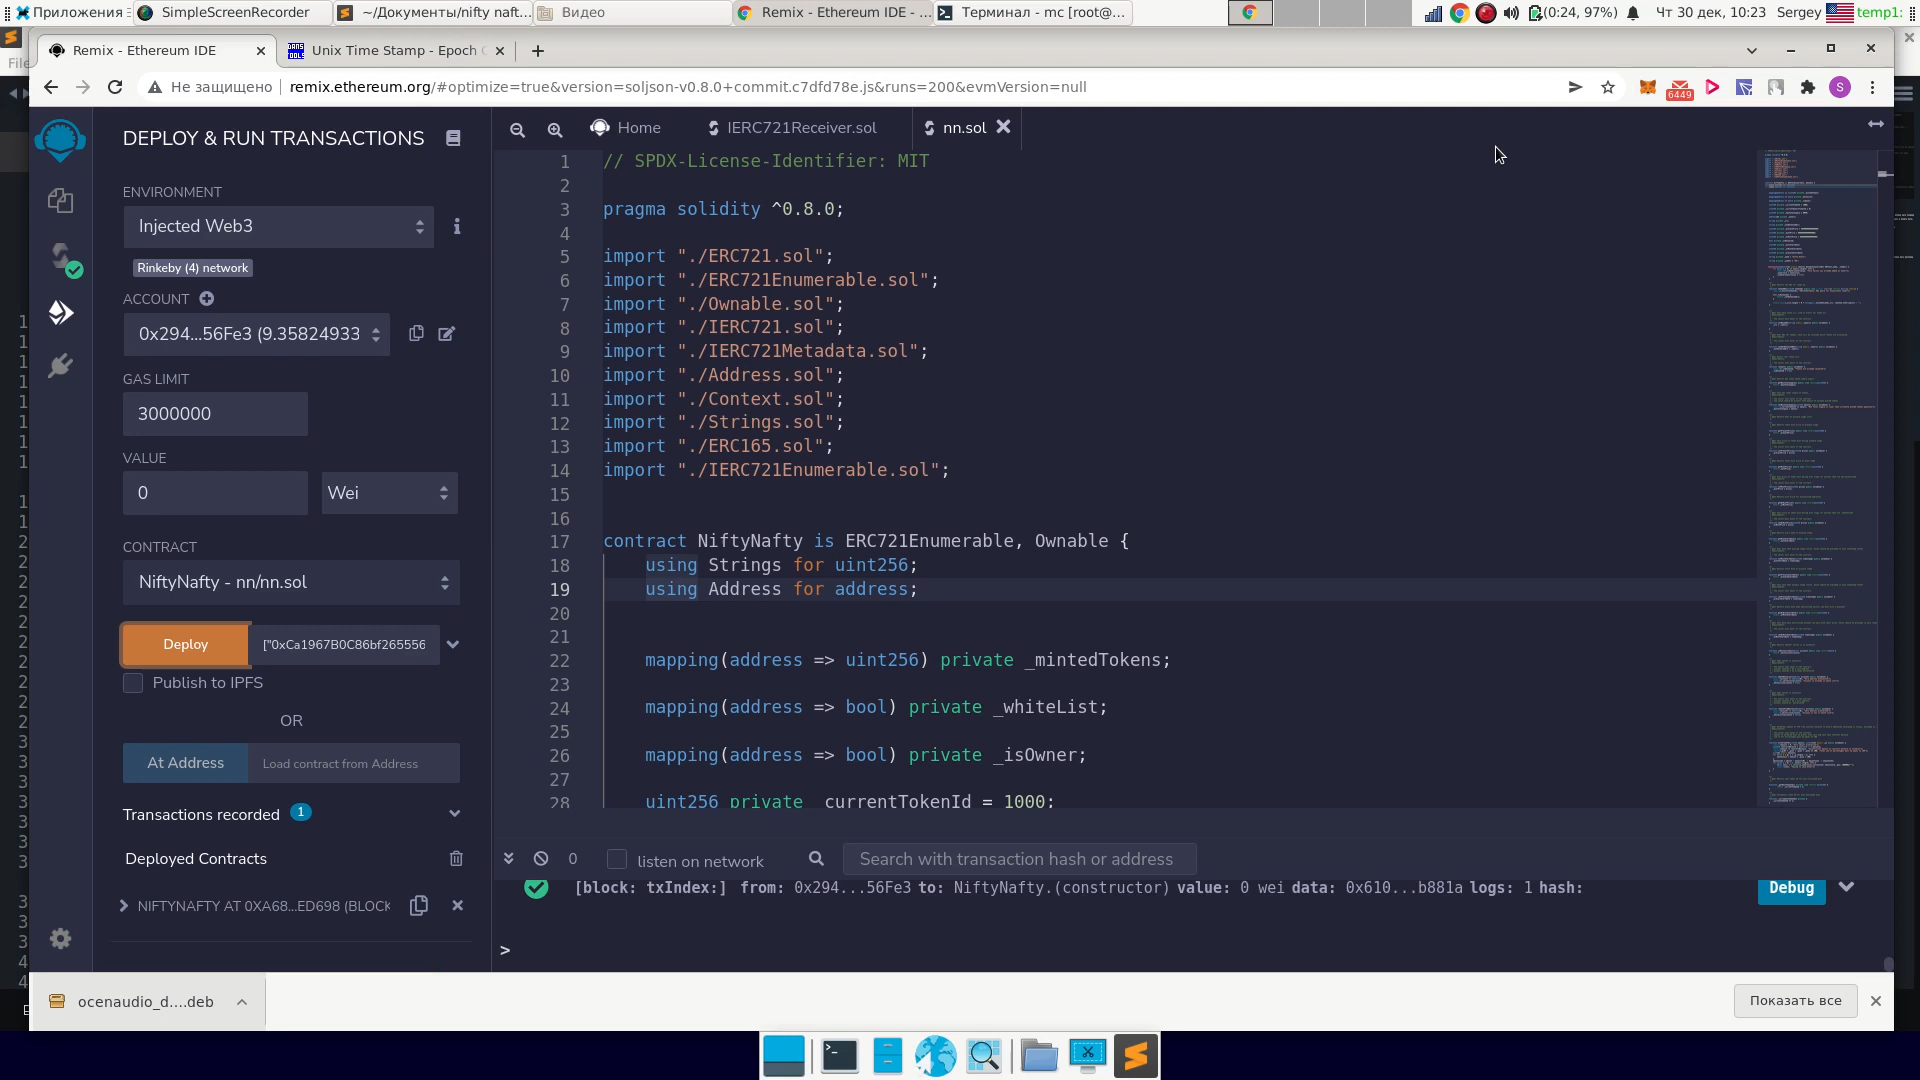 Приложения
SimpleScreenRecorder
~/Документы/nifty naft...
Видео
Remix - Ethereum IDE - ...
Терминал - mc [root@...
(0:24, 97%)
Чт 30 дек, 10:23
Sergey
temp1:
File
Remix - Ethereum IDE
Unix Time Stamp - Epoch C
Не защищено
remix.ethereum.org/#optimize=true&version=soljson-v0.8.0+commit.c7dfd78e.js&runs=200&evmVersion=null
6449
S
DEPLOY & RUN TRANSACTIONS
ENVIRONMENT
Injected Web3
Rinkeby (4) network
ACCOUNT
0x294...56Fe3 (9.35824933
GAS LIMIT
3000000
VALUE
0
Wei
CONTRACT
NiftyNafty - nn/nn.sol
Deploy
["0xCa1967B0C86bf265556
Publish to IPFS
OR
At Address
Load contract from Address
Transactions recorded 1
Deployed Contracts
NIFTYNAFTY AT 0XA68...ED698 (BLOCK
Home
IERC721Receiver.sol
nn.sol
1 // SPDX-License-Identifier: MIT
2
3 pragma solidity ^0.8.0;
4
5 import "./ERC721.sol";
6 import "./ERC721Enumerable.sol";
7 import "./Ownable.sol";
8 import "./IERC721.sol";
9 import "./IERC721Metadata.sol";
10 import "./Address.sol";
11 import "./Context.sol";
12 import "./Strings.sol";
13 import "./ERC165.sol";
14 import "./IERC721Enumerable.sol";
15
16
17 contract NiftyNafty is ERC721Enumerable, Ownable {
18 using Strings for uint256;
19 using Address for address;
20
21
22 mapping(address => uint256) private _mintedTokens;
23
24 mapping(address => bool) private _whiteList;
25
26 mapping(address => bool) private _isOwner;
27
28 uint256 private _currentTokenId = 1000;
0
listen on network
Search with transaction hash or address
[block: txIndex:] from: 0x294...56Fe3 to: NiftyNafty.(constructor) value: 0 wei data: 0x610...b881a logs: 1 hash:
Debug
>
ocenaudio_d....deb
Показать все